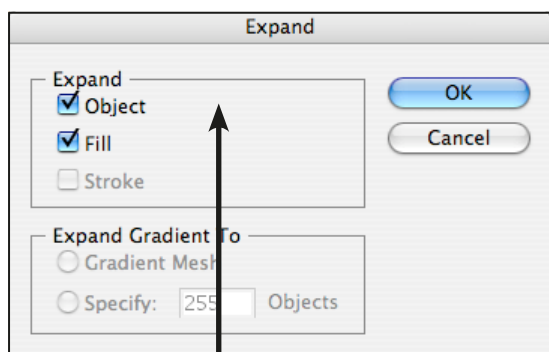 Expand
Expand
Object
OK
Fill
Cancel
Stroke
Expand Gradient To
Gradient Mesh
Specify: 255 Objects